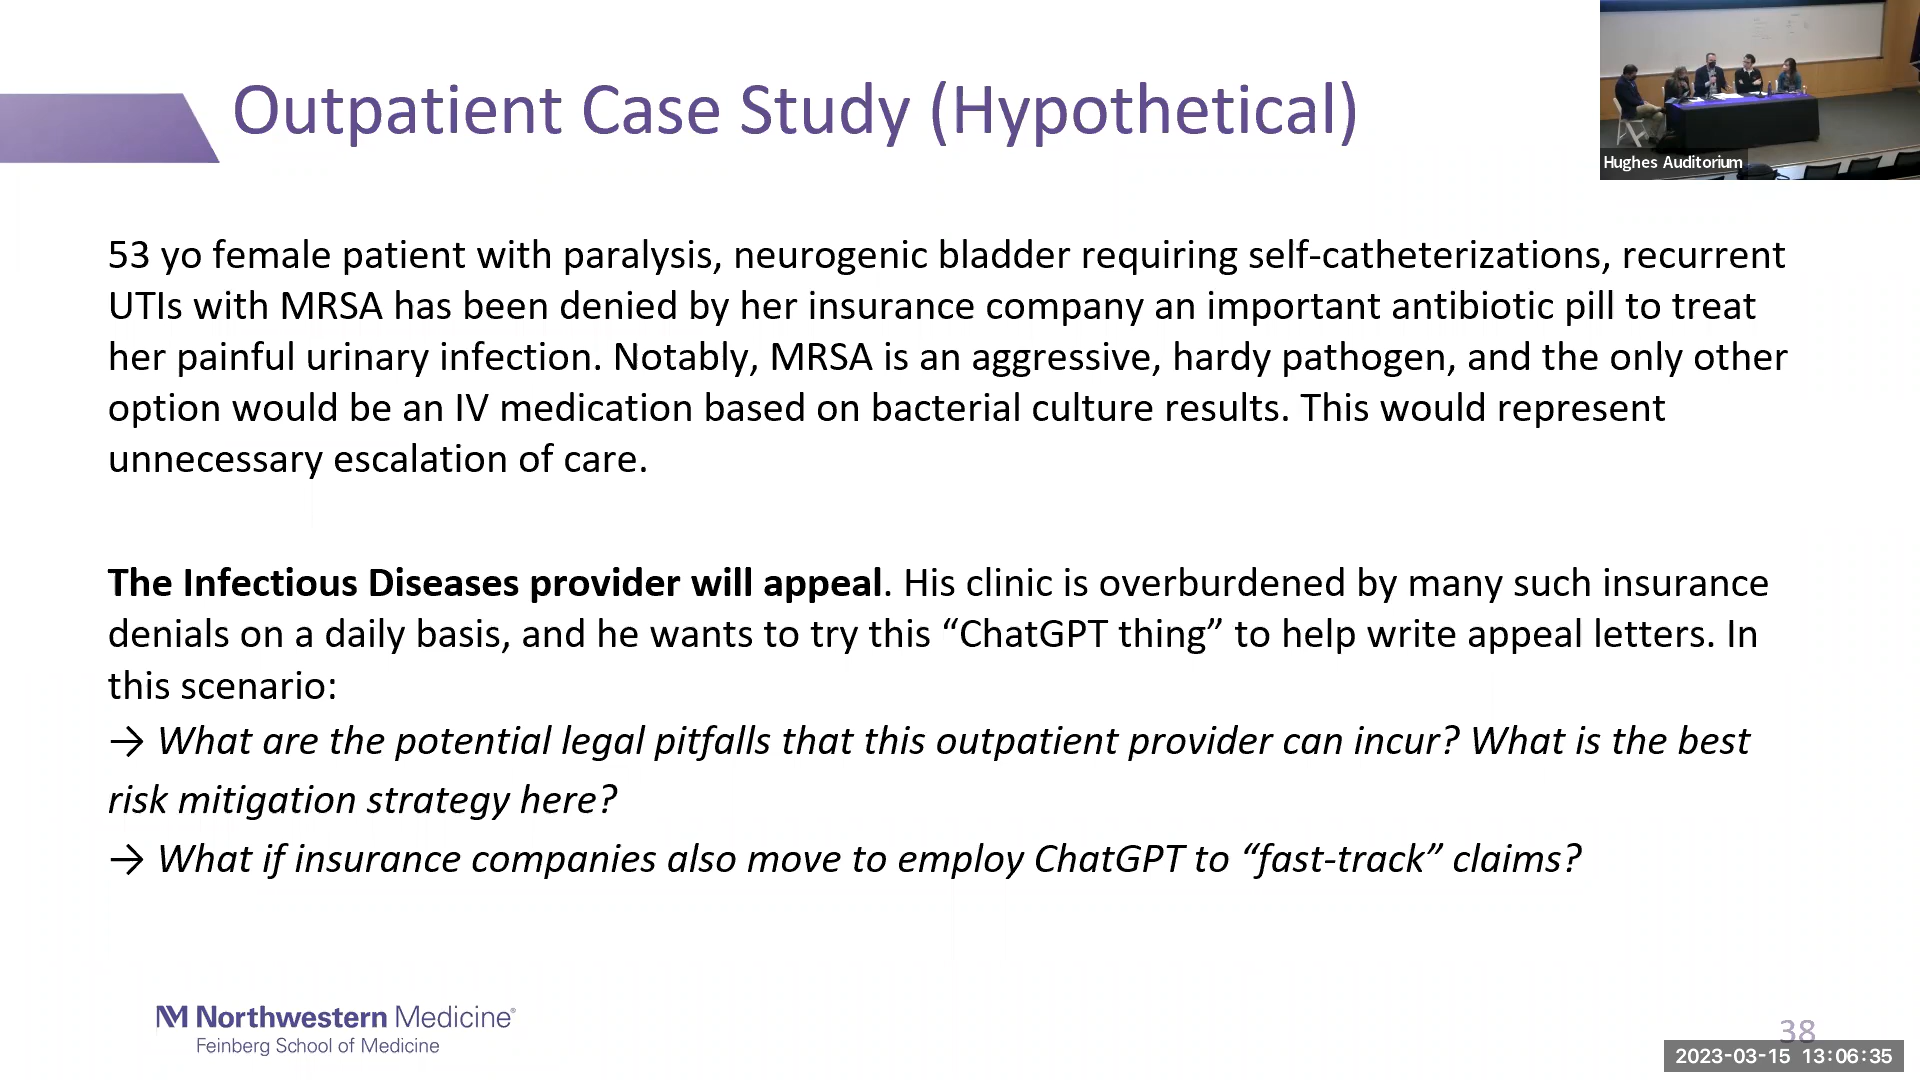 Outpatient Case Study (Hypothetical)
Hughes Auditorium
53 yo female patient with paralysis, neurogenic bladder requiring self-catheterizations, recurrent
UTIs with MRSA has been denied by her insurance company an important antibiotic pill to treat
her painful urinary infection. Notably, MRSA is an aggressive, hardy pathogen, and the only other
option would be an IV medication based on bacterial culture results. This would represent
unnecessary escalation of care.
The Infectious Diseases provider will appeal. His clinic is overburdened by many such insurance
denials on a daily basis, and he wants to try this “ChatGPT thing” to help write appeal letters. In
this scenario:
→ What are the potential legal pitfalls that this outpatient provider can incur? What is the best
risk mitigation strategy here?
→ What if insurance companies also move to employ ChatGPT to “fast-track” claims?
NM Northwestern Medicine®
Feinberg School of Medicine
38
2023-03-15 13:06:35